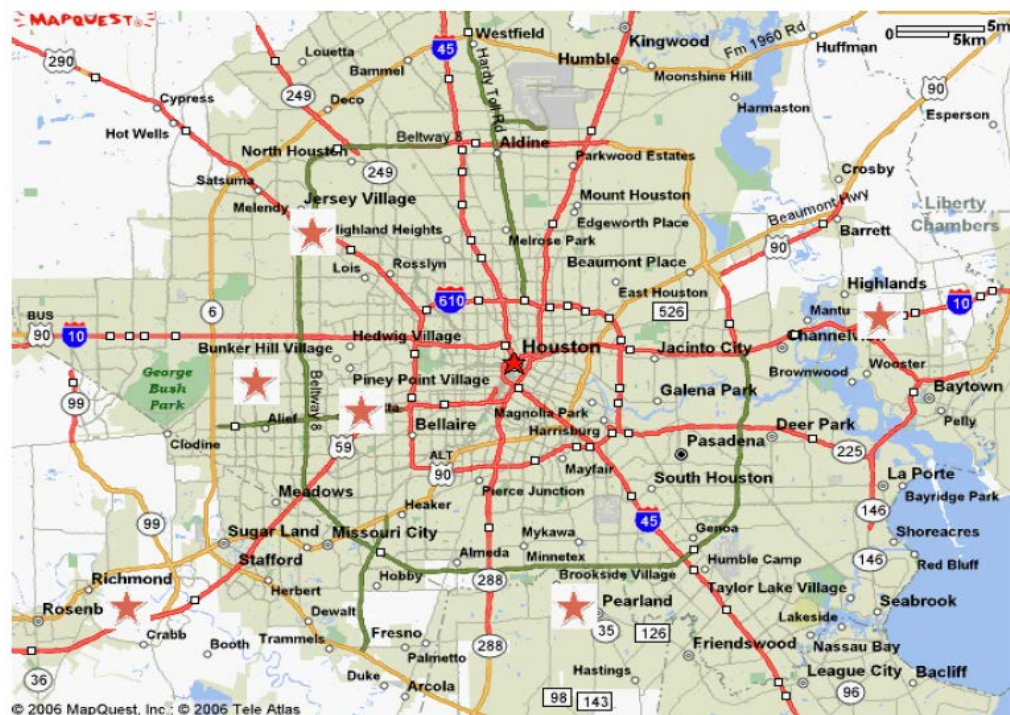 MAPQUEST
Westfield
Kingwood
Fm 1960 Rd
Huffman
0 5m
5km
290
Louetta
Bammel
45
Hardy Toll Rd
Humble
Moonshine Hill
Harmaston
90
Esperson
Cypress
249
Deco
Hot Wells
Beltway 8
Aldine
North Houston
249
Parkwood Estates
Crosby
Satsuma
Jersey Village
Mount Houston
Beaumont Hwy
Liberty
Chambers
Melendy
Edgeworth Place
90
Barrett
Highland Heights
Melrose Park
Lois
Rosslyn
Beaumont Place
Highlands
6
610
East Houston
526
Mantu
10
BUS
90
10
Hedwig Village
Houston
Jacinto City
Bunker Hill Village
Wooster
George
Bush
Park
Piney Point Village
Brownwood
Baytown
99
Beltway 8
Galena Park
Pelly
Alief
Magnolia Park
Clodine
59
Bellaire
Harrisburg
Deer Park
Pasadena
225
ALT
90
Mayfair
La Porte
Meadows
Pierce Junction
South Houston
Bayridge Park
99
Heaker
45
146
Sugar Land
Missouri City
Mykawa
Genoa
Shoreacres
Stafford
Almeda
Minnetex
Humble Camp
146
Red Bluff
Richmond
Hobby
288
Brookside Village
Taylor Lake Village
Herbert
Rosenb
Dewalt
Pearland
Seabrook
Crabb
Booth
Trammels
Fresno
288
35
126
Lakeside
Friendswood
Nassau Bay
36
Palmetto
Hastings
League City
Bacliff
Duke
Arcola
98
143
96
© 2006 MapQuest, Inc.; © 2006 Tele Atlas